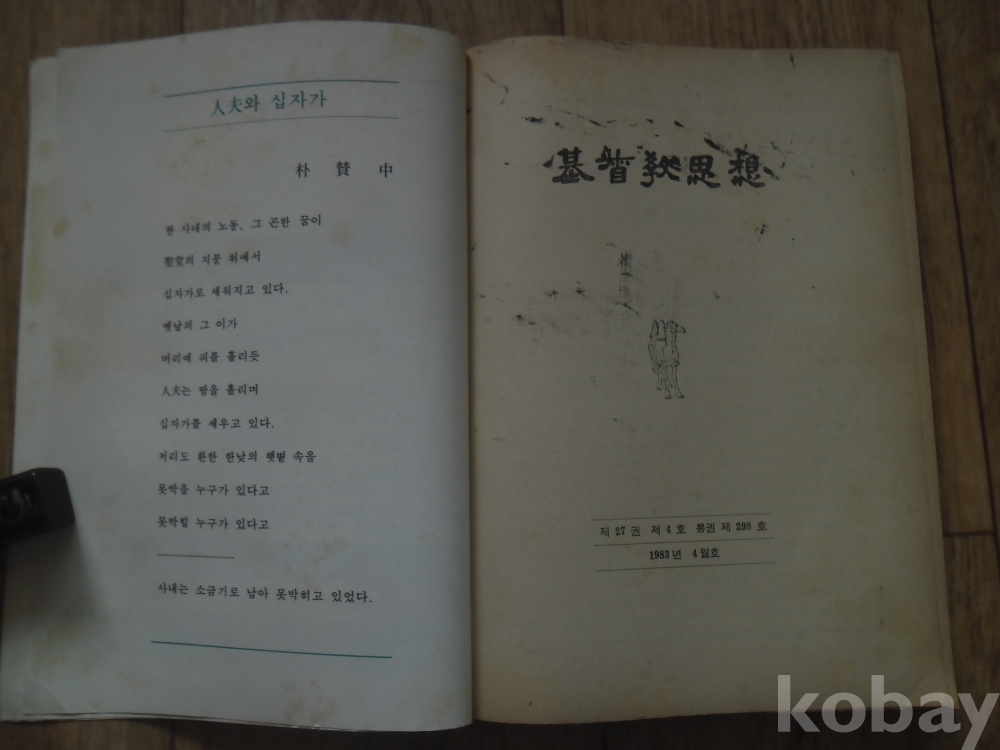 人夫와 십자가
朴 贊 中
한 사내의 노동, 그 곤한 꿈이
聖堂의 지붕 위에서
십자가로 세워지고 있다.
옛날의 그 이가
머리에 피를 흘리듯
人夫는 땀을 흘리며
십자가를 세우고 있다.
저리도 환한 한낮의 햇볕 속을
못박을 누구가 있다고
못박힐 누구가 있다고
사내는 소금기로 남아 못박히고 있었다.
基督敎思想
제 27 권 제 4 호 통권 제 298 호
1983년 4월호
kobay